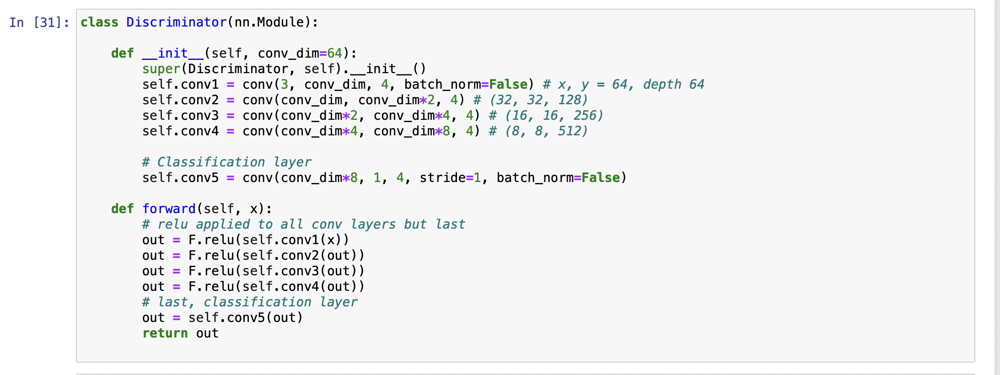 In [31]: class Discriminator(nn.Module):
    def __init__(self, conv_dim=64):
        super(Discriminator, self).__init__()
        self.conv1 = conv(3, conv_dim, 4, batch_norm=False) # x, y = 64, depth 64
        self.conv2 = conv(conv_dim, conv_dim*2, 4) # (32, 32, 128)
        self.conv3 = conv(conv_dim*2, conv_dim*4, 4) # (16, 16, 256)
        self.conv4 = conv(conv_dim*4, conv_dim*8, 4) # (8, 8, 512)
        # Classification layer
        self.conv5 = conv(conv_dim*8, 1, 4, stride=1, batch_norm=False)
    def forward(self, x):
        # relu applied to all conv layers but last
        out = F.relu(self.conv1(x))
        out = F.relu(self.conv2(out))
        out = F.relu(self.conv3(out))
        out = F.relu(self.conv4(out))
        # last, classification layer
        out = self.conv5(out)
        return out